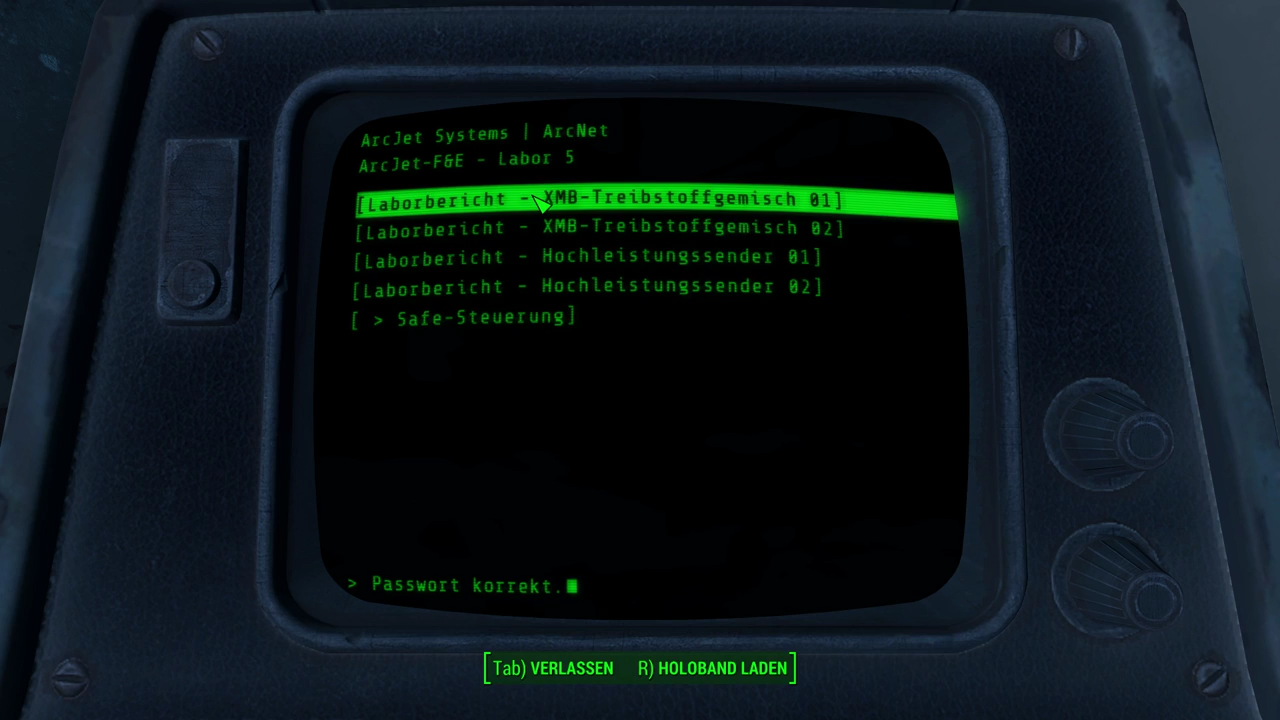 ArcJet Systems | ArcNet
ArcJet-F&E - Labor 5
[Laborbericht - XMB-Treibstoffgemisch 01]
[Laborbericht - XMB-Treibstoffgemisch 02]
[Laborbericht - Hochleistungssender 01]
[Laborbericht - Hochleistungssender 02]
[ > Safe-Steuerung]
> Passwort korrekt.
Tab) VERLASSEN R) HOLOBAND LADEN